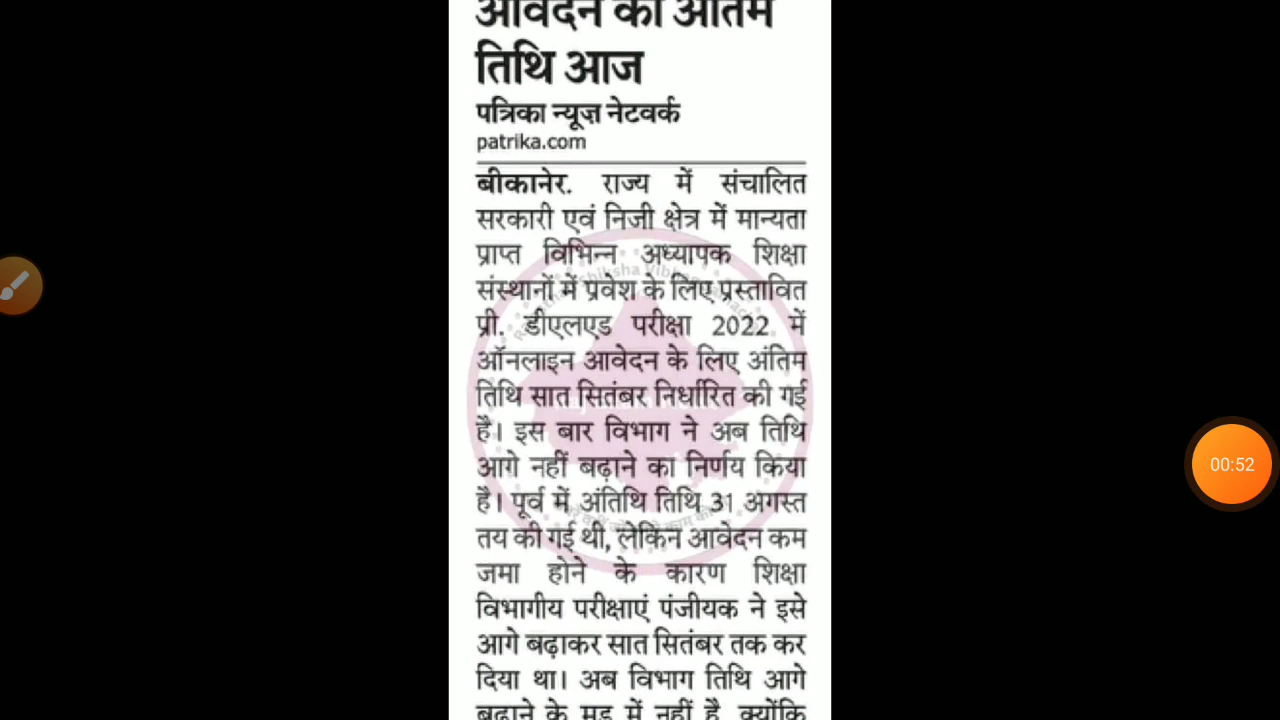 आवेदन की अंतिम
तिथि आज
पत्रिका न्यूज़ नेटवर्क
patrika.com
बीकानेर. राज्य में संचालित
सरकारी एवं निजी क्षेत्र में मान्यता
प्राप्त विभिन्न अध्यापक शिक्षा
संस्थानों में प्रवेश के लिए प्रस्तावित
प्री. डीएलएड परीक्षा 2022 में
ऑनलाइन आवेदन के लिए अंतिम
तिथि सात सितंबर निर्धारित की गई
है। इस बार विभाग ने अब तिथि
आगे नहीं बढ़ाने का निर्णय किया
है। पूर्व में अंतिथि तिथि 31 अगस्त
तय की गई थी, लेकिन आवेदन कम
जमा होने के कारण शिक्षा
विभागीय परीक्षाएं पंजीयक ने इसे
आगे बढ़ाकर सात सितंबर तक कर
दिया था। अब विभाग तिथि आगे
बढ़ाने के मूड में नहीं है, क्योंकि
00:52